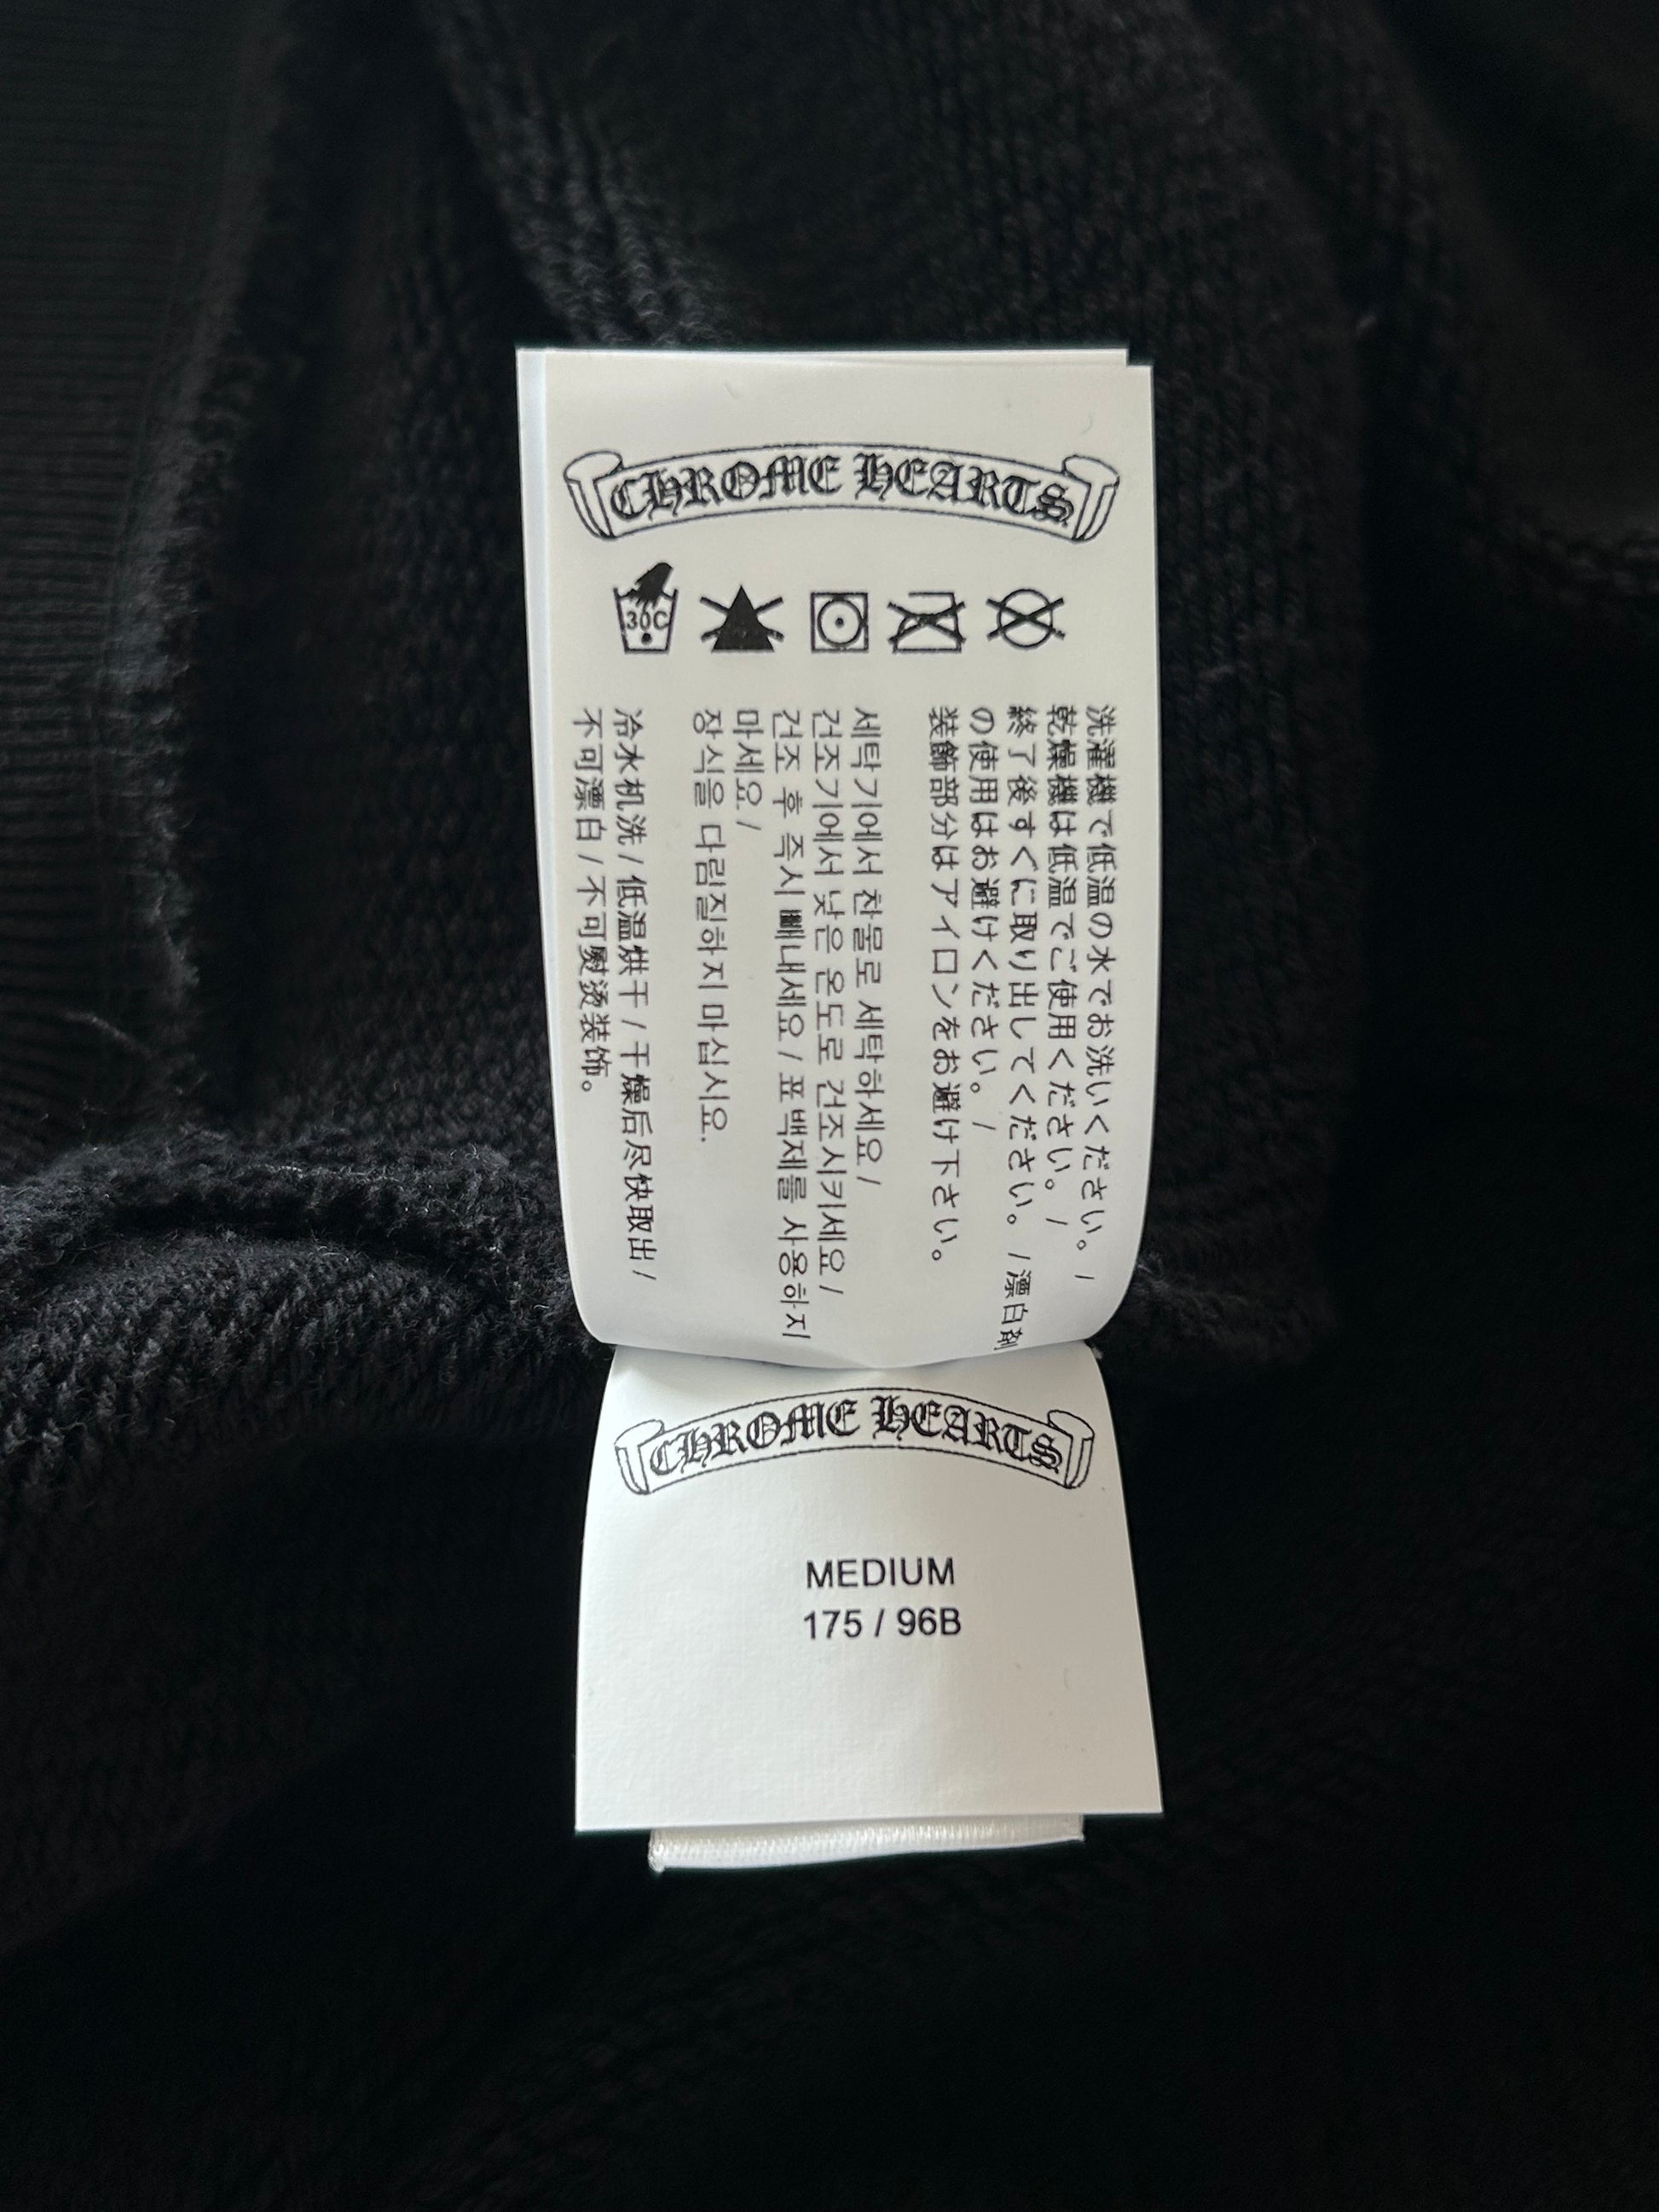 CHROME HEARTS
30C
洗濯機で低温の水でお洗いください。/
乾燥機は低温でご使用ください。/
終了後すぐに取り出してください。/漂白剤
の使用はお避けください。/
装飾部分はアイロンをお避け下さい。
세탁기에서 찬물로 세탁하세요/
건조기에서 낮은 온도로 건조시키세요/
건조 후 즉시 빼내세요/ 표백제를 사용하지
마세요/
장식을 다림질하지 마십시요.
冷水机洗/低温烘干/干燥后尽快取出/
不可漂白/不可熨烫装饰。
CHROME HEARTS
MEDIUM
175 / 96B